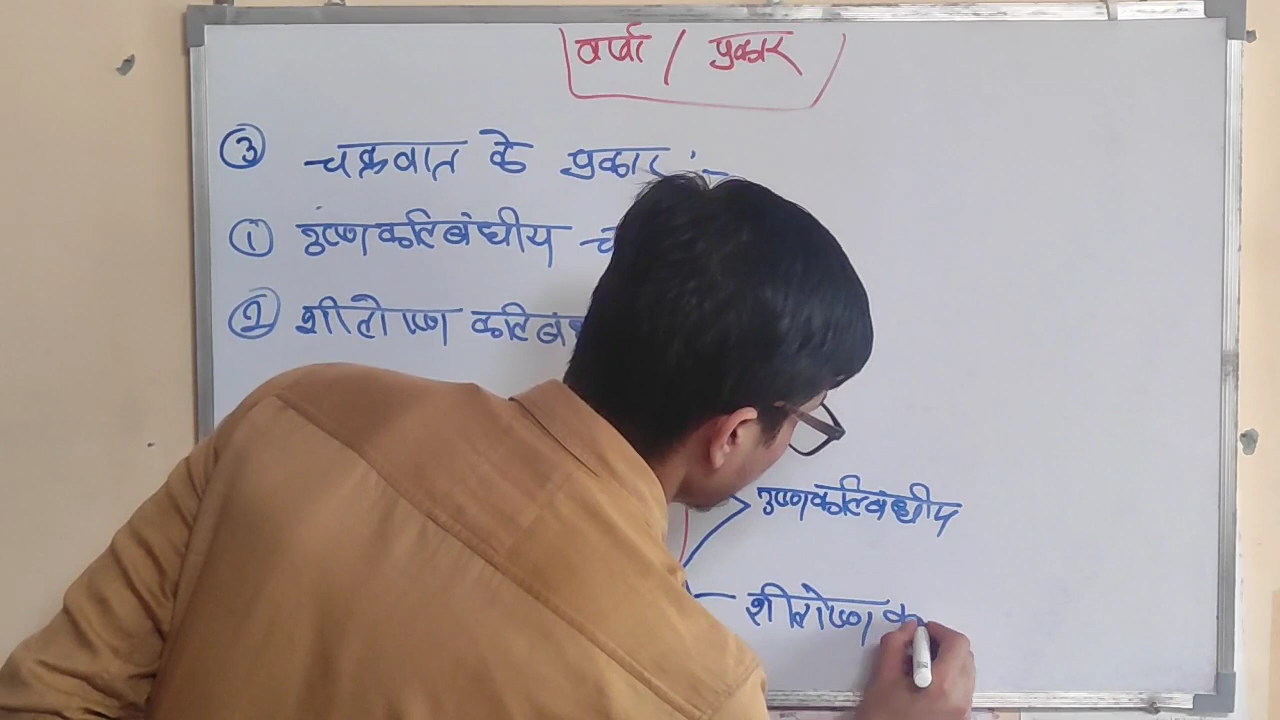 वर्षा / प्रकार
③ चक्रवात के प्रकार :-
① उष्णकटिबंधीय च
② शीतोष्ण कटिबंध
उष्णकटिबंधीय
शीतोष्ण क